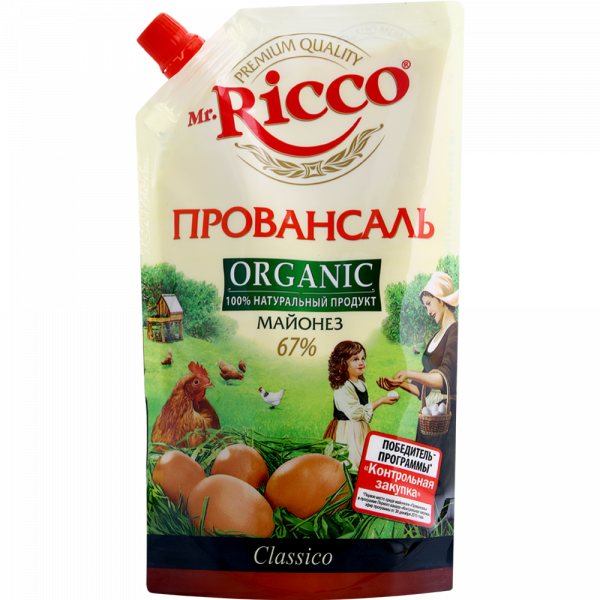 PREMIUM QUALITY
Mr. Ricco®
ПРОВАНСАЛЬ
ORGANIC
100% НАТУРАЛЬНЫЙ ПРОДУКТ
МАЙОНЕЗ
67%
ПОБЕДИТЕЛЬ
ПРОГРАММЫ*
«Контрольная
закупка»
Classico